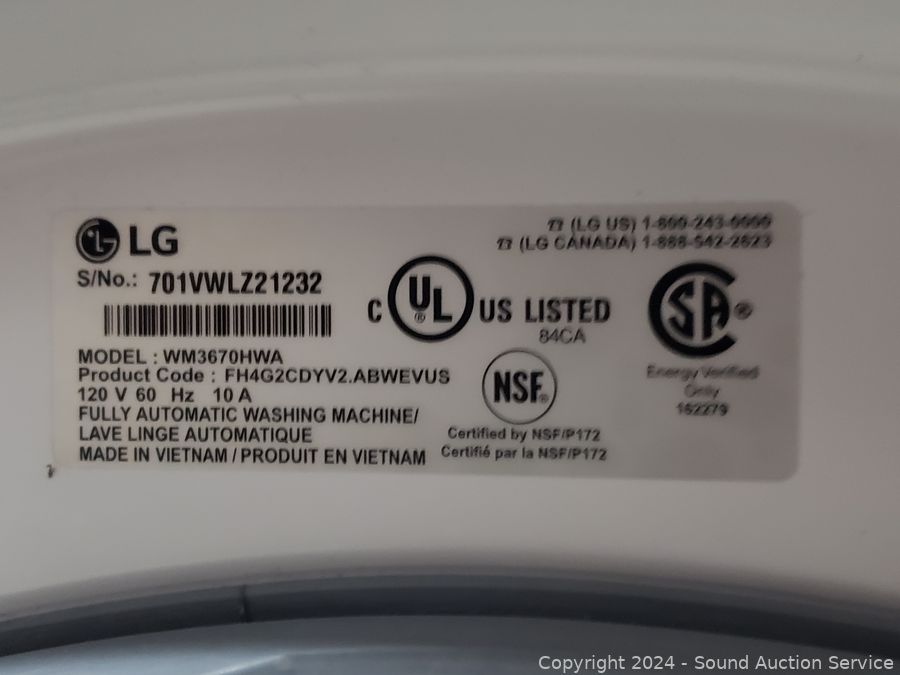 LG
S/No.: 701VWLZ21232
MODEL : WM3670HWA
Product Code : FH4G2CDYV2.ABWEVUS
120 V 60 Hz 10 A
FULLY AUTOMATIC WASHING MACHINE/
LAVE LINGE AUTOMATIQUE
MADE IN VIETNAM / PRODUIT EN VIETNAM
☎ (LG US) 1-800-243-0000
☎ (LG CANADA) 1-888-542-2623
C UL ® US LISTED
84CA
NSF®
Certified by NSF/P172
Certifié par la NSF/P172
SA ®
Energy Verified
Only
162279
Copyright 2024 - Sound Auction Service